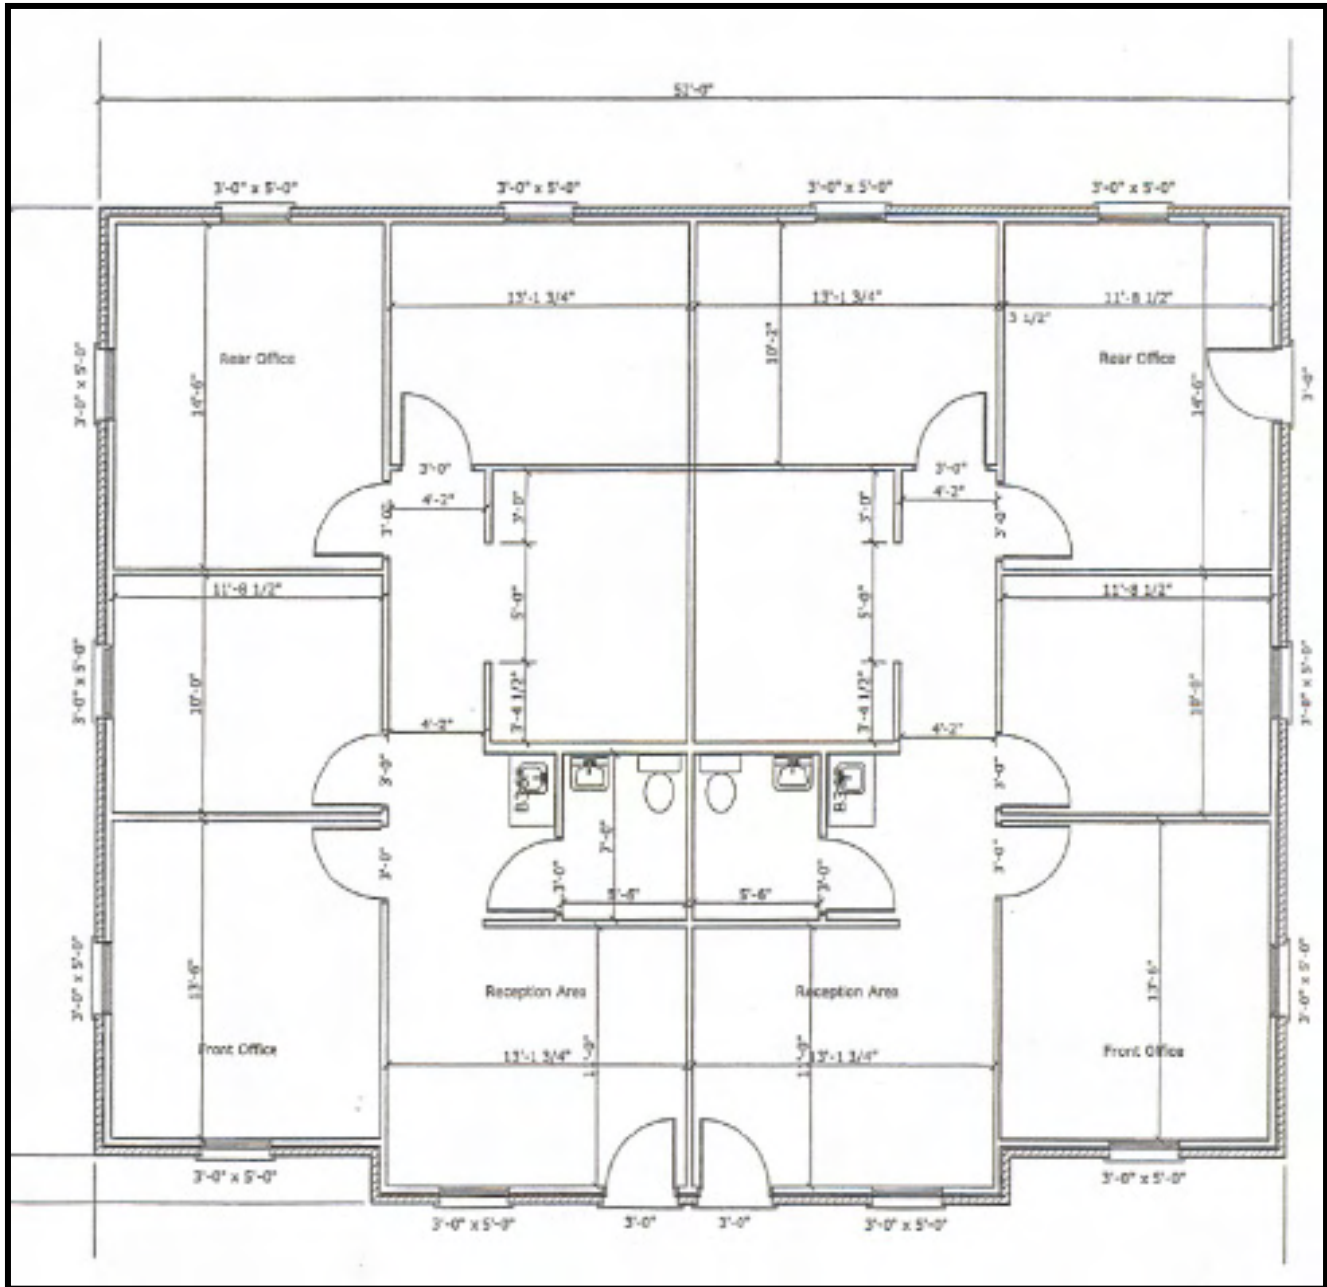 51'-0"
3'-0" x 5'-0" 3'-0" x 5'-0" 3'-0" x 5'-0" 3'-0" x 5'-0"
13'-1 3/4" 13'-1 3/4" 11'-8 1/2"
3 1/2"
10'-2"
Rear Office Rear Office
3'-0" x 5'-0" 14'-6" 14'-6" 3'-0"
3'-0" 3'-0"
4'-2" 4'-2"
3'-0" 3'-0" 3'-0" 3'-0"
11'-8 1/2" 11'-8 1/2"
5'-0" 5'-0"
3'-0" x 5'-0" 10'-0" 3'-4 1/2" 3'-4 1/2" 10'-0" 3'-0" x 5'-0"
4'-2" 4'-2"
3'-0" 3'-0"
B36 B36
7'-0"
3'-0" 3'-0" 3'-0" 3'-0"
5'-6" 5'-6"
3'-0" x 5'-0" 13'-6" 13'-6" 3'-0" x 5'-0"
Reception Area Reception Area
Front Office Front Office
13'-1 3/4" 13'-1 3/4"
3'-0" x 5'-0" 3'-0" x 5'-0"
3'-0" x 5'-0" 3'-0" 3'-0" 3'-0" x 5'-0"